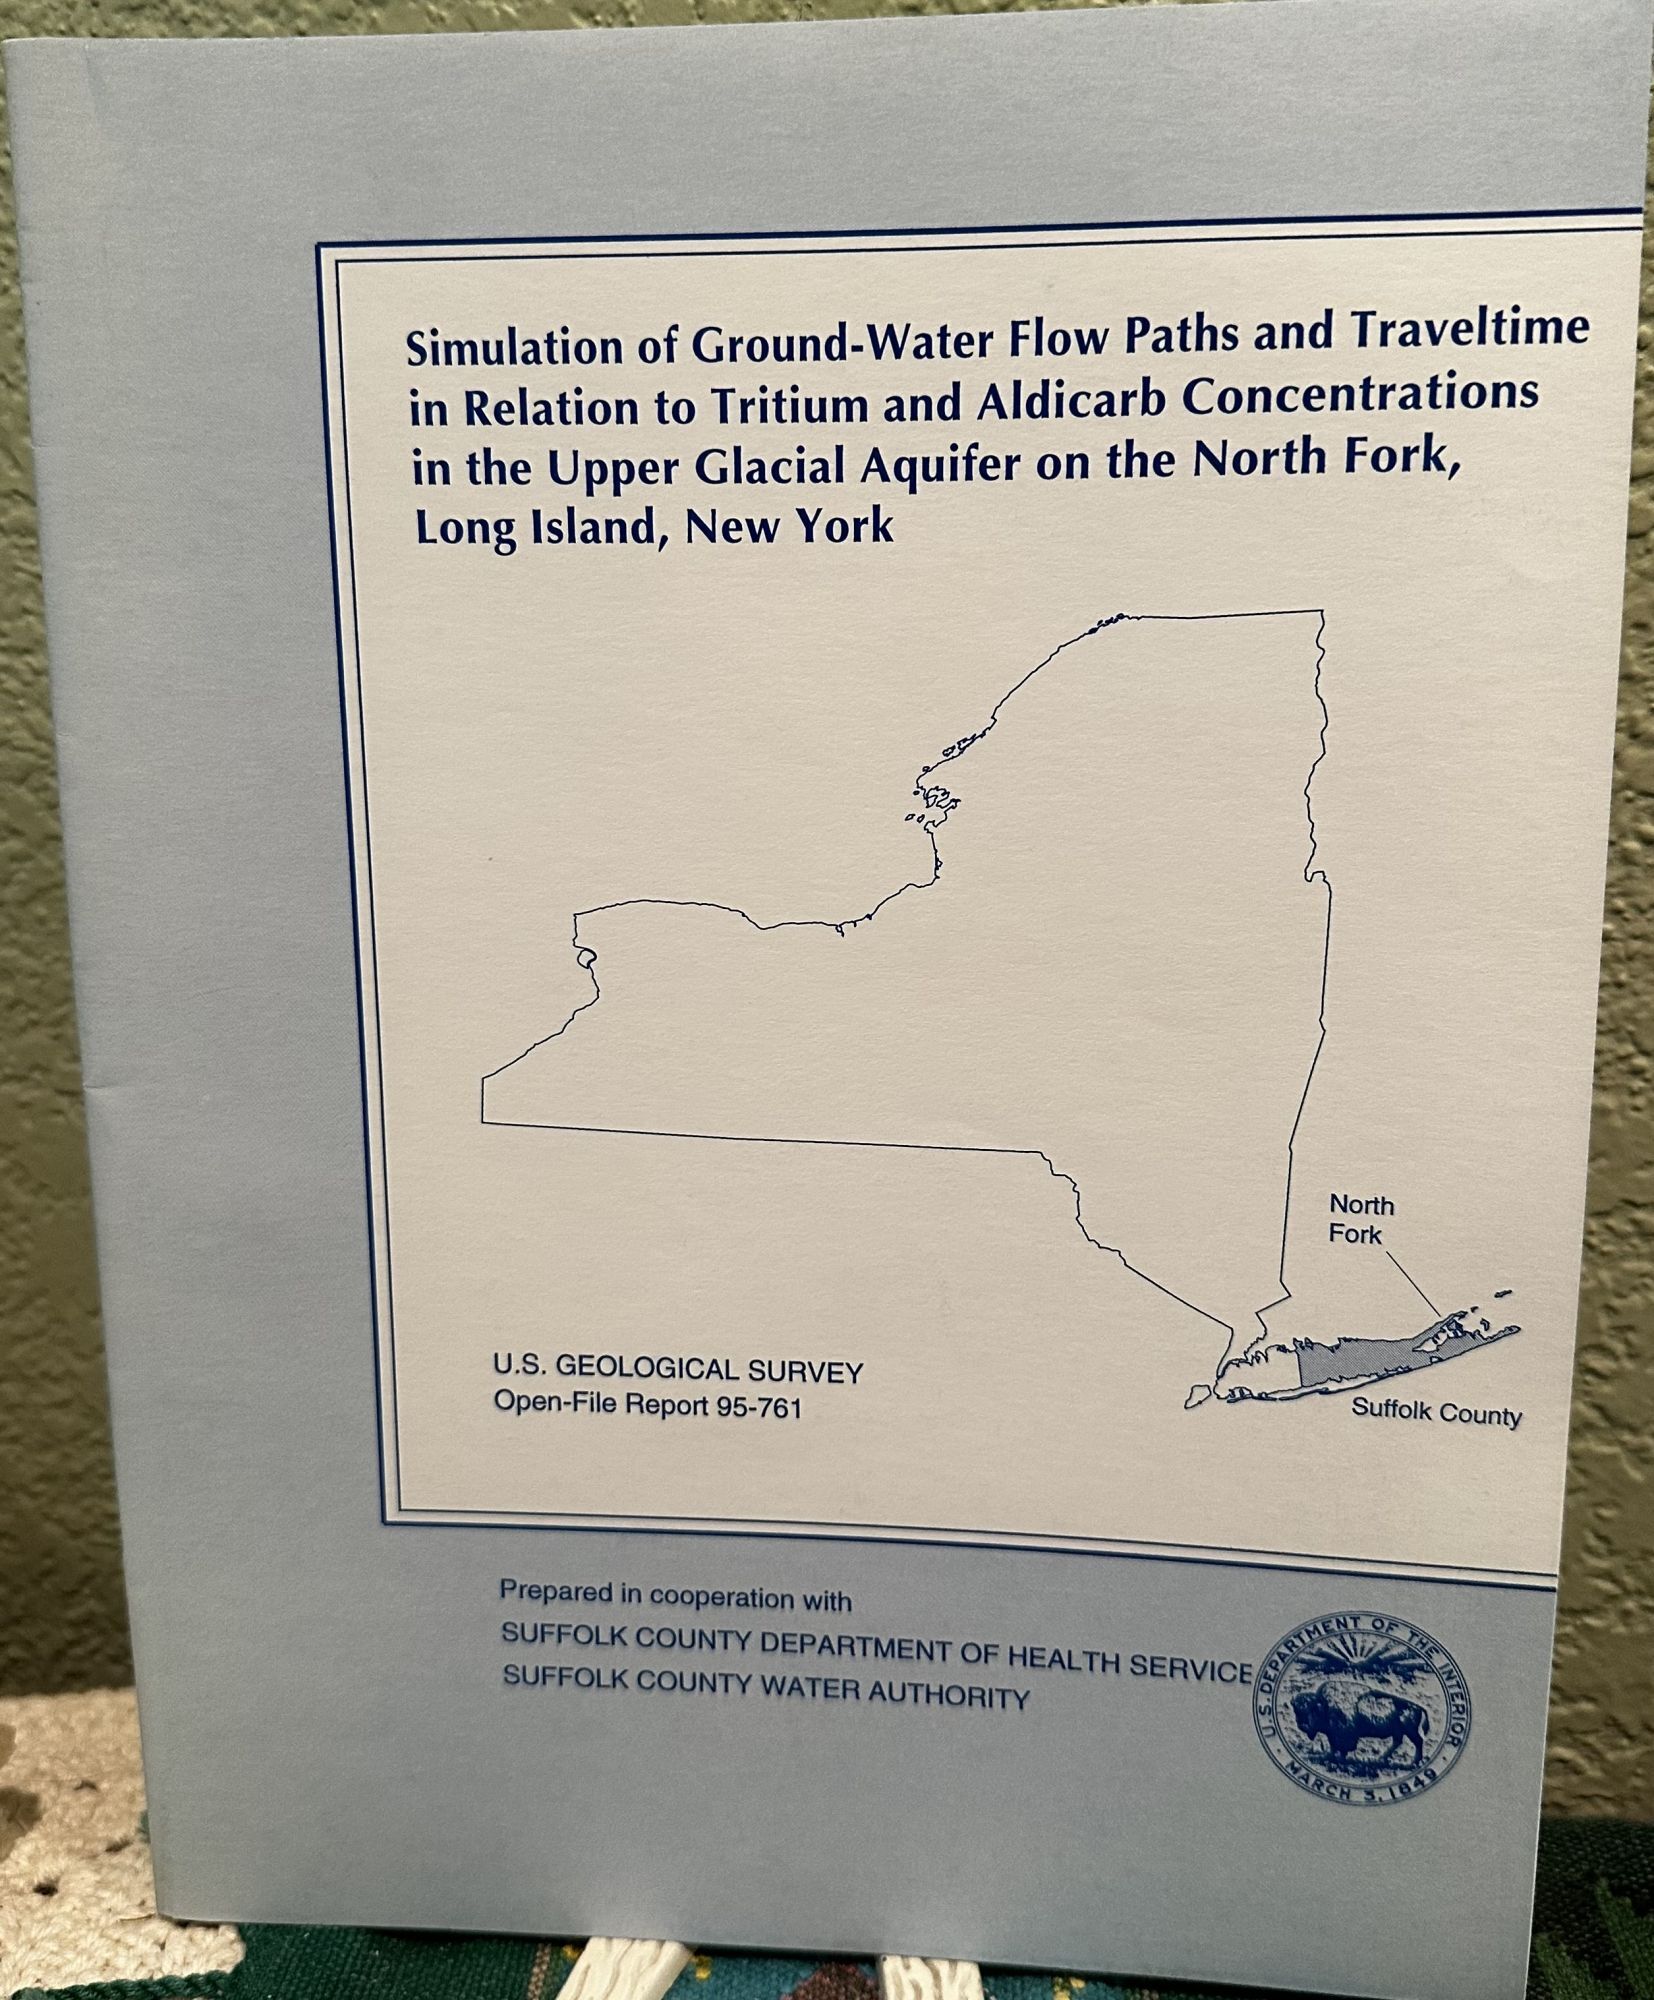 Simulation of Ground-Water Flow Paths and Traveltime
in Relation to Tritium and Aldicarb Concentrations
in the Upper Glacial Aquifer on the North Fork,
Long Island, New York
North
Fork
Suffolk County
U.S. GEOLOGICAL SURVEY
Open-File Report 95-761
Prepared in cooperation with
SUFFOLK COUNTY DEPARTMENT OF HEALTH SERVICE
SUFFOLK COUNTY WATER AUTHORITY
U.S. DEPARTMENT OF THE INTERIOR
MARCH 3, 1849